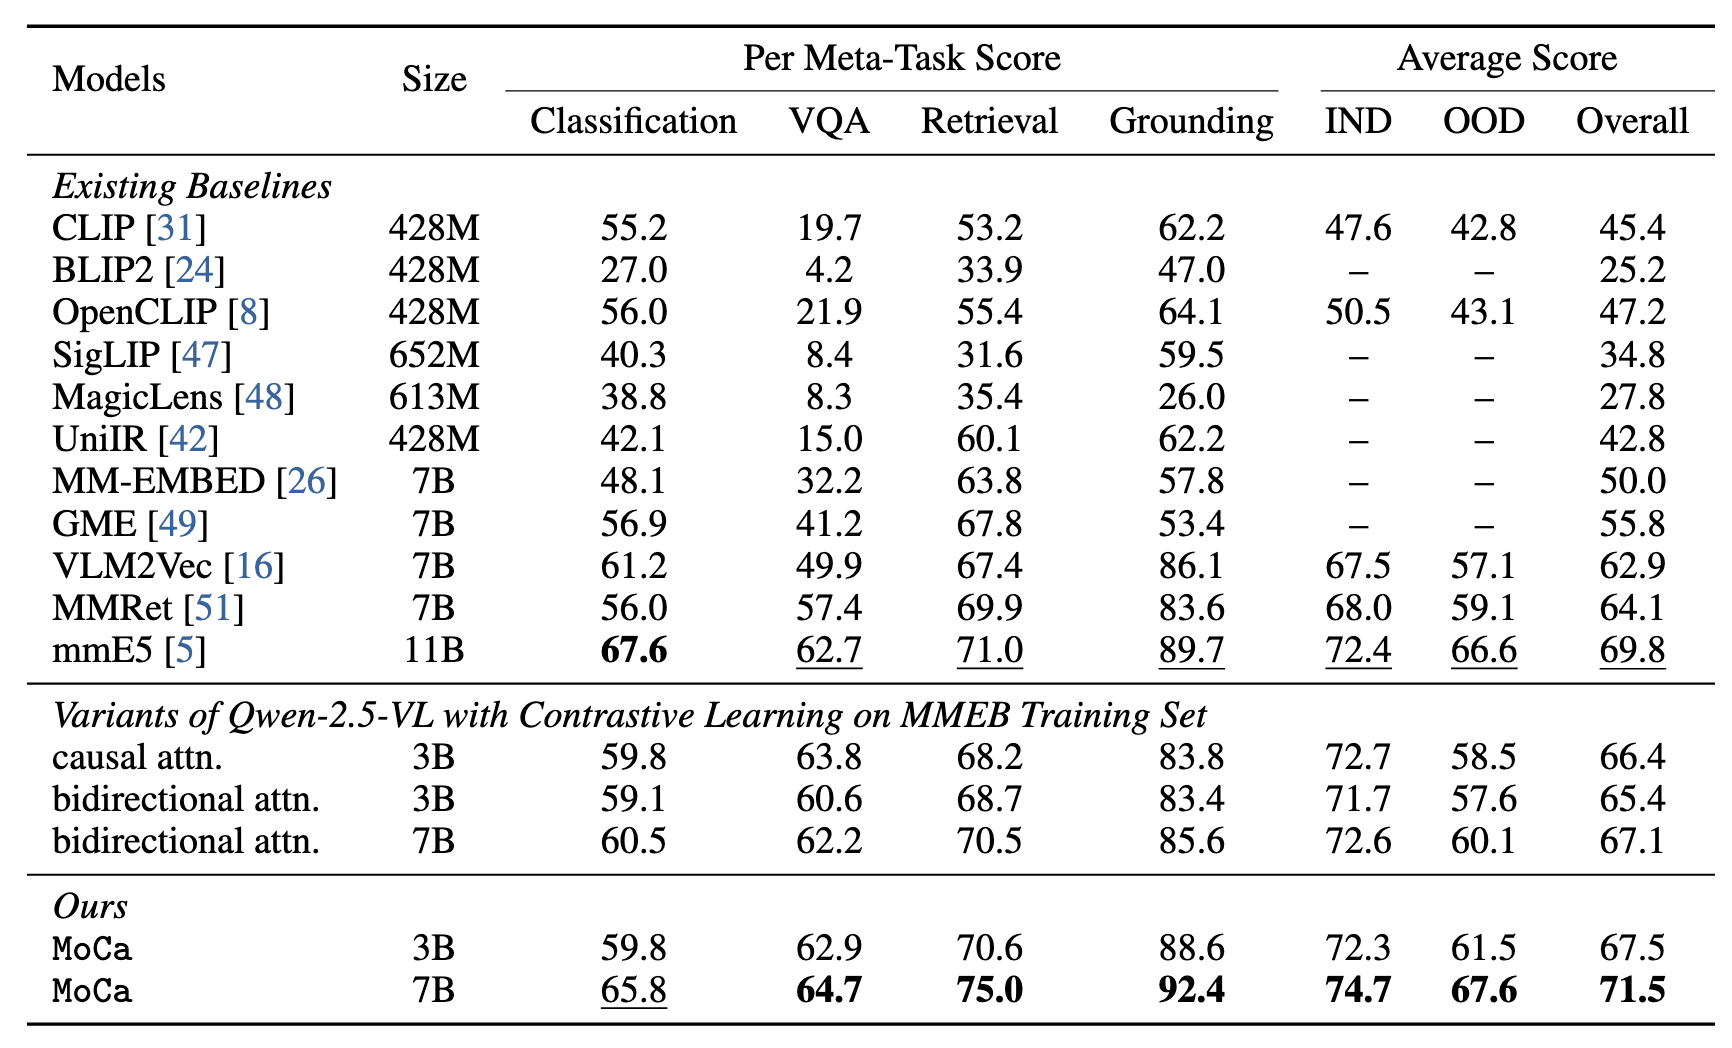 Models Size Per Meta-Task Score Average Score
Classification VQA Retrieval Grounding IND OOD Overall
Existing Baselines
CLIP [31] 428M 55.2 19.7 53.2 62.2 47.6 42.8 45.4
BLIP2 [24] 428M 27.0 4.2 33.9 47.0 – – 25.2
OpenCLIP [8] 428M 56.0 21.9 55.4 64.1 50.5 43.1 47.2
SigLIP [47] 652M 40.3 8.4 31.6 59.5 – – 34.8
MagicLens [48] 613M 38.8 8.3 35.4 26.0 – – 27.8
UniIR [42] 428M 42.1 15.0 60.1 62.2 – – 42.8
MM-EMBED [26] 7B 48.1 32.2 63.8 57.8 – – 50.0
GME [49] 7B 56.9 41.2 67.8 53.4 – – 55.8
VLM2Vec [16] 7B 61.2 49.9 67.4 86.1 67.5 57.1 62.9
MMRet [51] 7B 56.0 57.4 69.9 83.6 68.0 59.1 64.1
mmE5 [5] 11B 67.6 62.7 71.0 89.7 72.4 66.6 69.8
Variants of Qwen-2.5-VL with Contrastive Learning on MMEB Training Set
causal attn. 3B 59.8 63.8 68.2 83.8 72.7 58.5 66.4
bidirectional attn. 3B 59.1 60.6 68.7 83.4 71.7 57.6 65.4
bidirectional attn. 7B 60.5 62.2 70.5 85.6 72.6 60.1 67.1
Ours
MoCa 3B 59.8 62.9 70.6 88.6 72.3 61.5 67.5
MoCa 7B 65.8 64.7 75.0 92.4 74.7 67.6 71.5